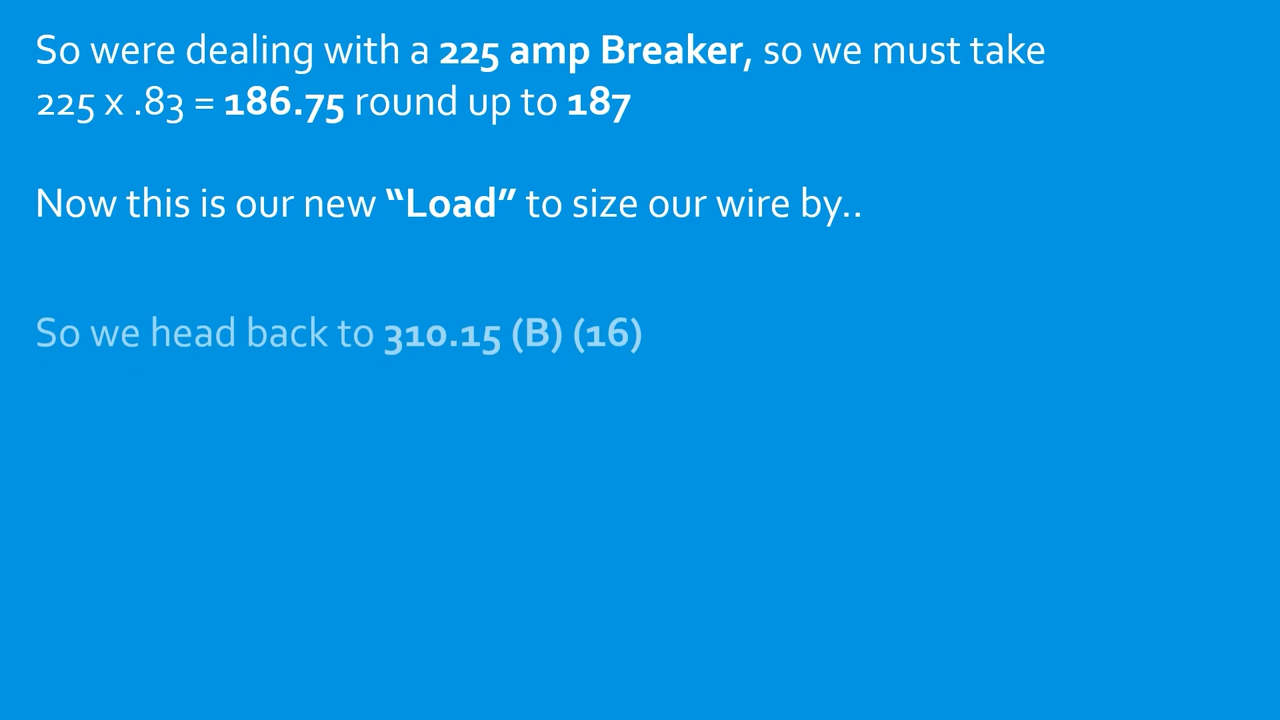 So were dealing with a 225 amp Breaker, so we must take
225 x .83 = 186.75 round up to 187
Now this is our new “Load” to size our wire by..
So we head back to 310.15 (B) (16)